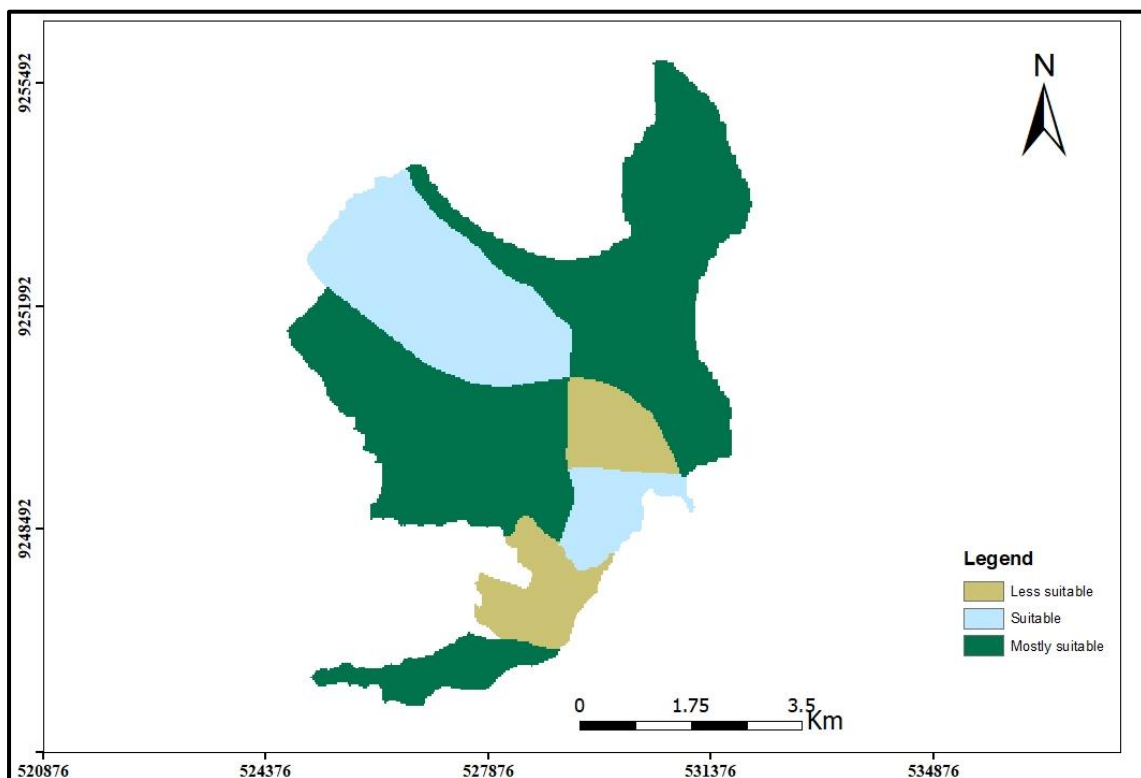 N
9255492
9251992
9248492
Legend
Less suitable
Suitable
Mostly suitable
0 1.75 3.5
Km
520876 524376 527876 531376 534876